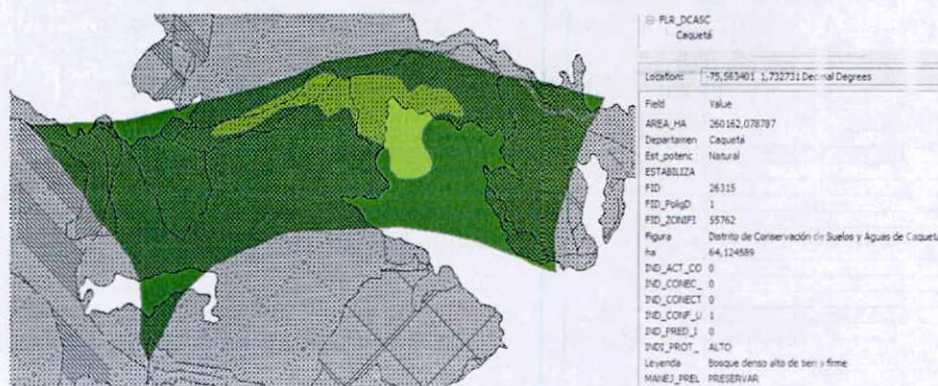 FLR_DCASC
Caquetá
Location: -75,563401 1,732731 Decimal Degrees
Field Value
AREA_HA 260162,078787
Departamen Caquetá
Est_potenc Natural
ESTABILIZA
FID 26315
FID_PoligD 1
FID_ZONIFI 55762
Figura Distrito de Conservación de Suelos y Aguas de Caquetá
ha 64,124589
IND_ACT_CO 0
IND_CONEC_ 0
IND_CONECT 0
IND_CONF_U 1
IND_PRED_I 0
INDI_PROT_ ALTO
Leyenda Bosque denso alto de tierra firme
MANEJ_PREL PRESERVAR